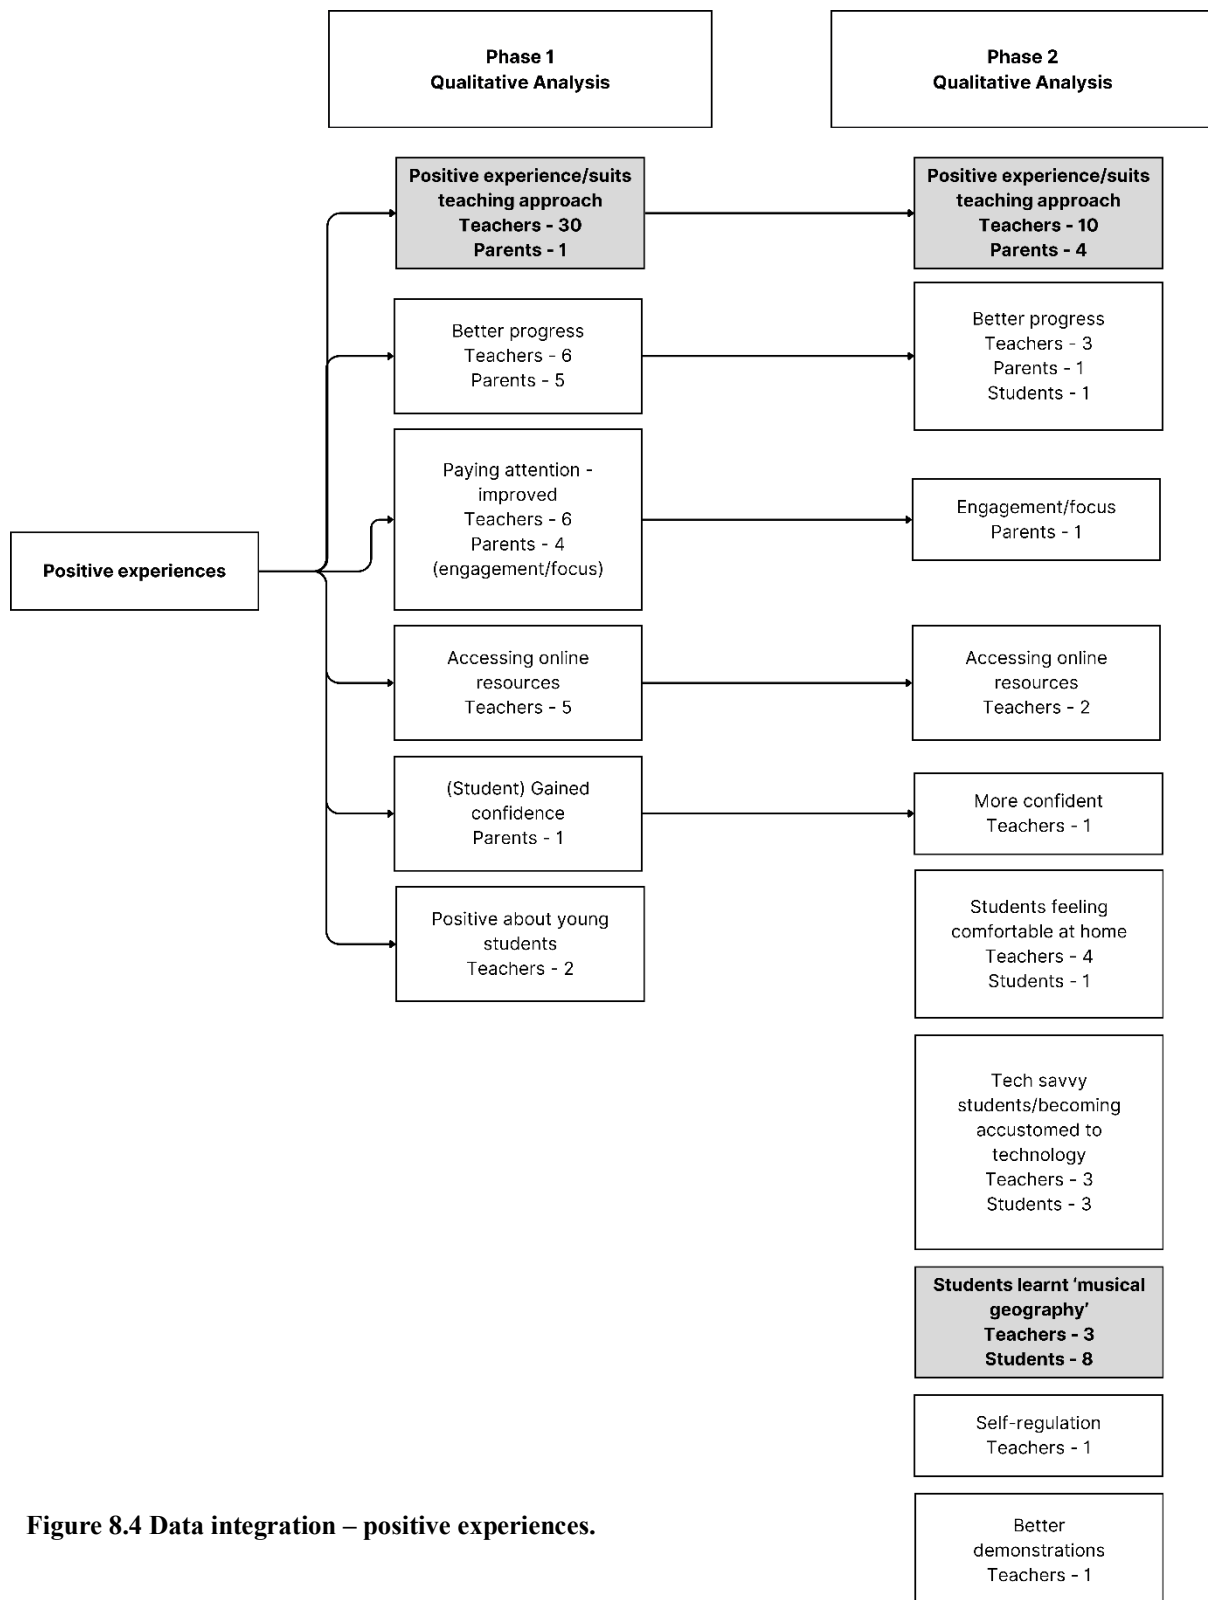 Phase 1
Qualitative Analysis
Phase 2
Qualitative Analysis
Positive experiences
Positive experience/suits
teaching approach
Teachers - 30
Parents - 1
Positive experience/suits
teaching approach
Teachers - 10
Parents - 4
Better progress
Teachers - 6
Parents - 5
Better progress
Teachers - 3
Parents - 1
Students - 1
Paying attention -
improved
Teachers - 6
Parents - 4
(engagement/focus)
Engagement/focus
Parents - 1
Accessing online
resources
Teachers - 5
Accessing online
resources
Teachers - 2
(Student) Gained
confidence
Parents - 1
More confident
Teachers - 1
Positive about young
students
Teachers - 2
Students feeling
comfortable at home
Teachers - 4
Students - 1
Tech savvy
students/becoming
accustomed to
technology
Teachers - 3
Students - 3
Students learnt ‘musical
geography’
Teachers - 3
Students - 8
Self-regulation
Teachers - 1
Better
demonstrations
Teachers - 1
Figure 8.4 Data integration – positive experiences.